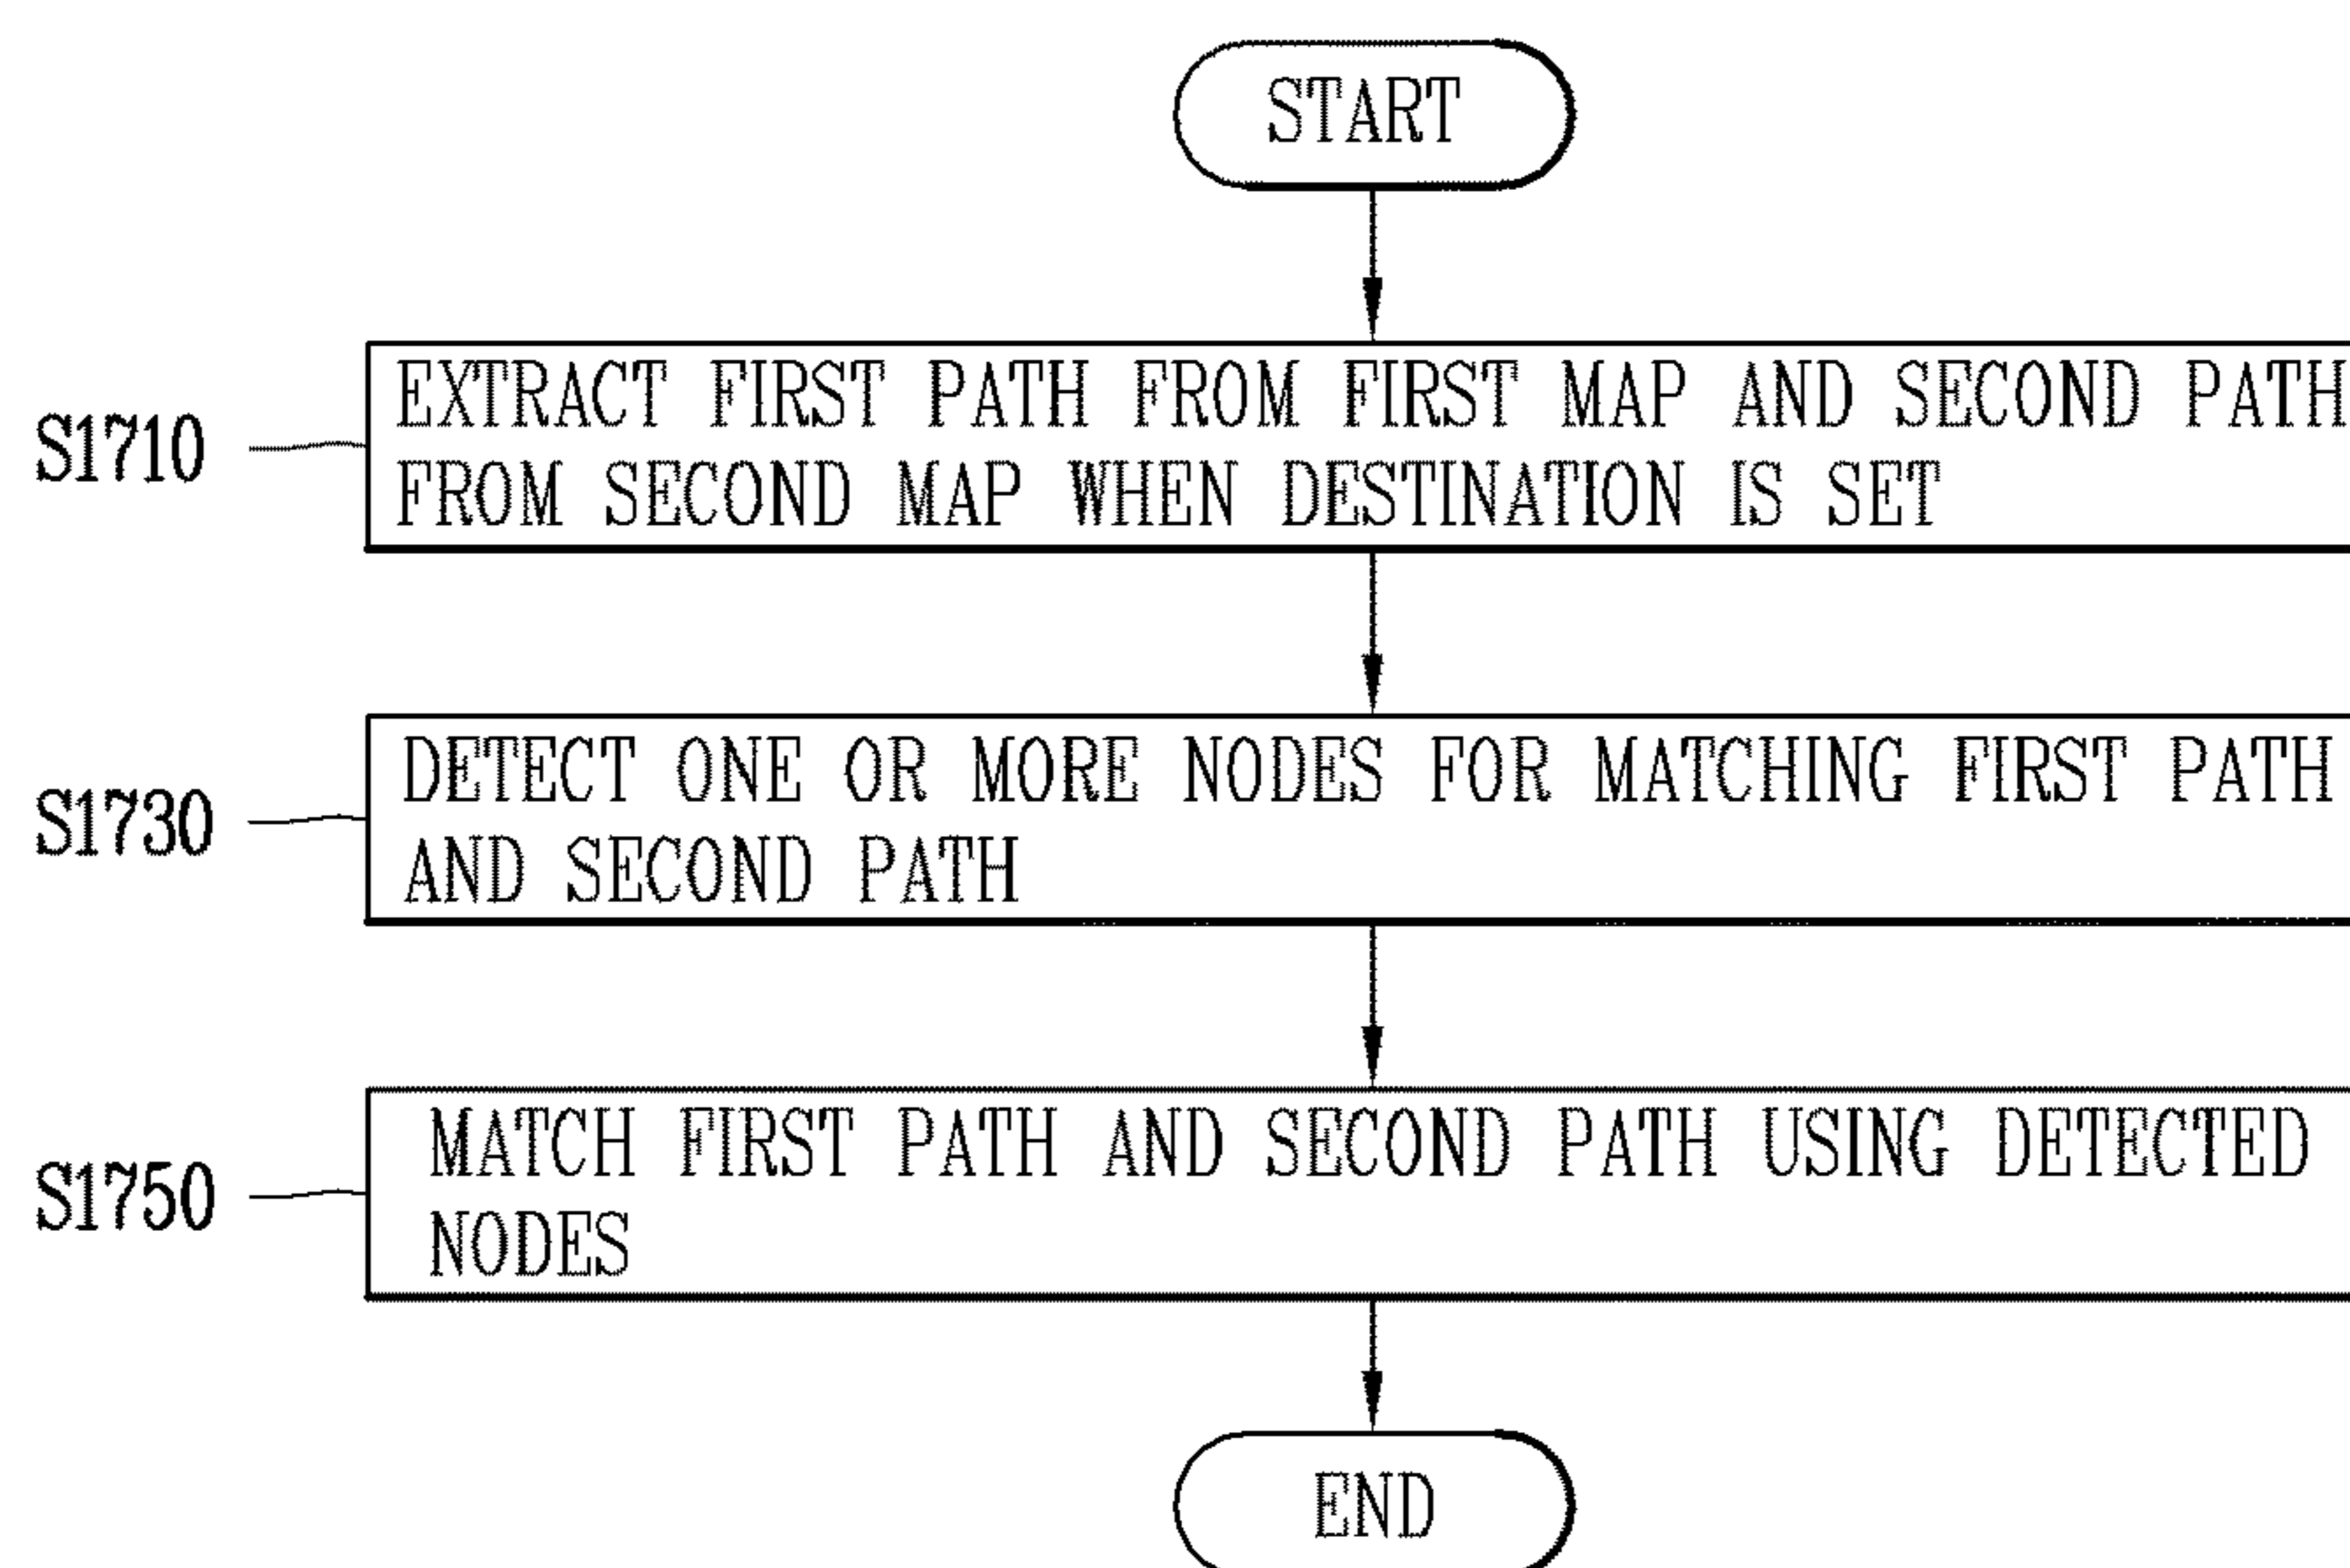 START
S1710
EXTRACT FIRST PATH FROM FIRST MAP AND SECOND PATH
FROM SECOND MAP WHEN DESTINATION IS SET
S1730
DETECT ONE OR MORE NODES FOR MATCHING FIRST PATH
AND SECOND PATH
S1750
MATCH FIRST PATH AND SECOND PATH USING DETECTED
NODES
END